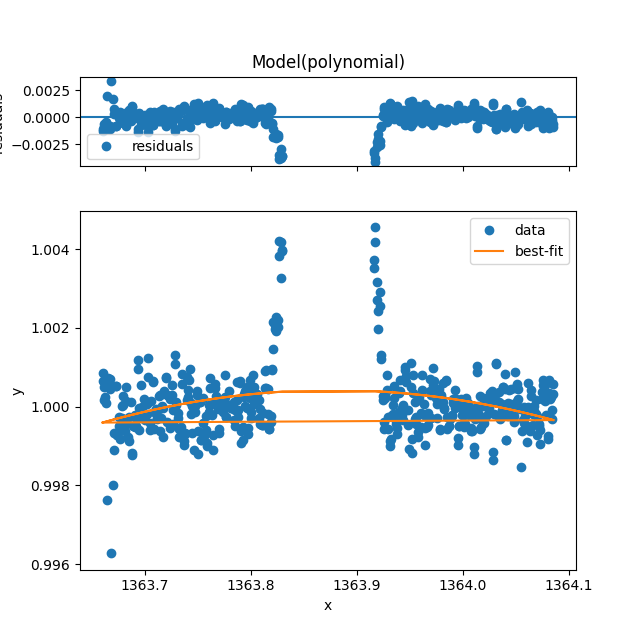 Model(polynomial)
0.0025
0.0000
−0.0025
residuals
residuals
data
best-fit
1.004
1.002
1.000
0.998
0.996
y
1363.7
1363.8
1363.9
1364.0
1364.1
x